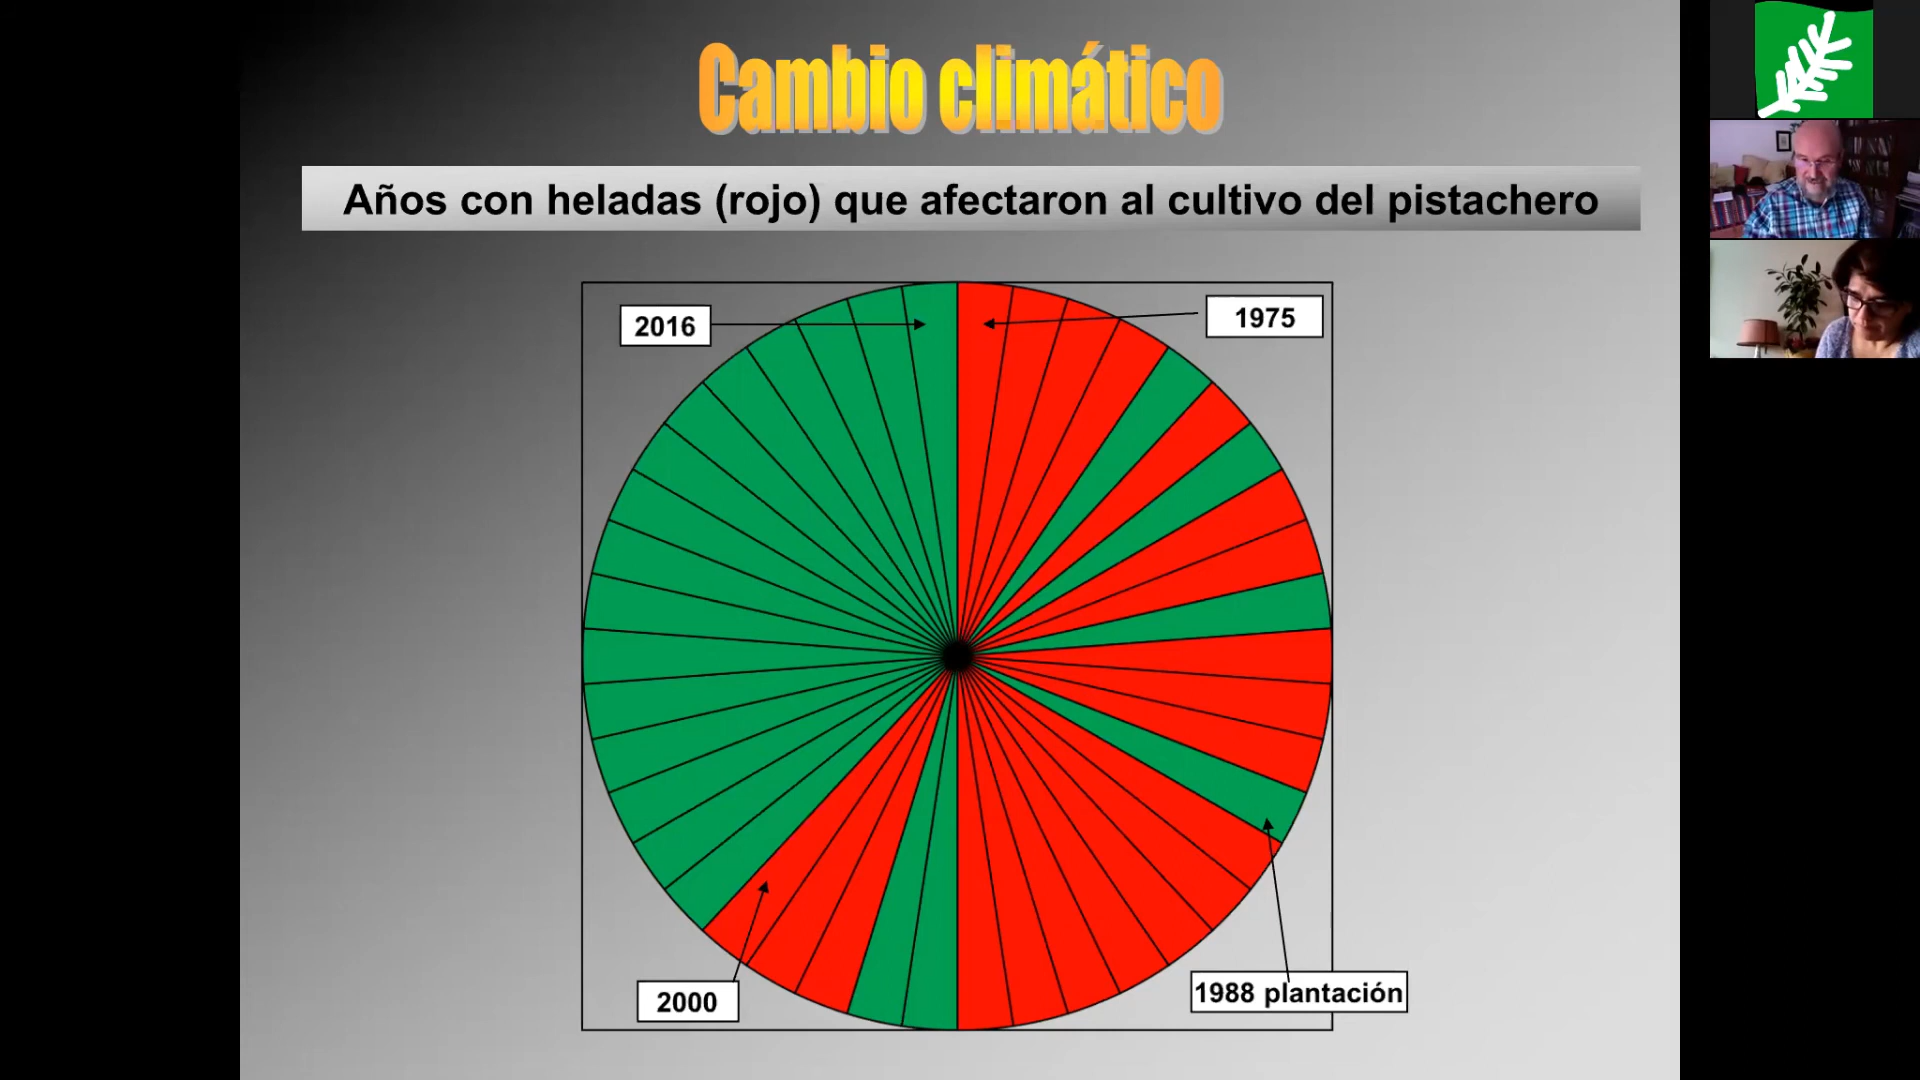 Cambio climático
Años con heladas (rojo) que afectaron al cultivo del pistachero
2016
1975
2000
1988 plantación